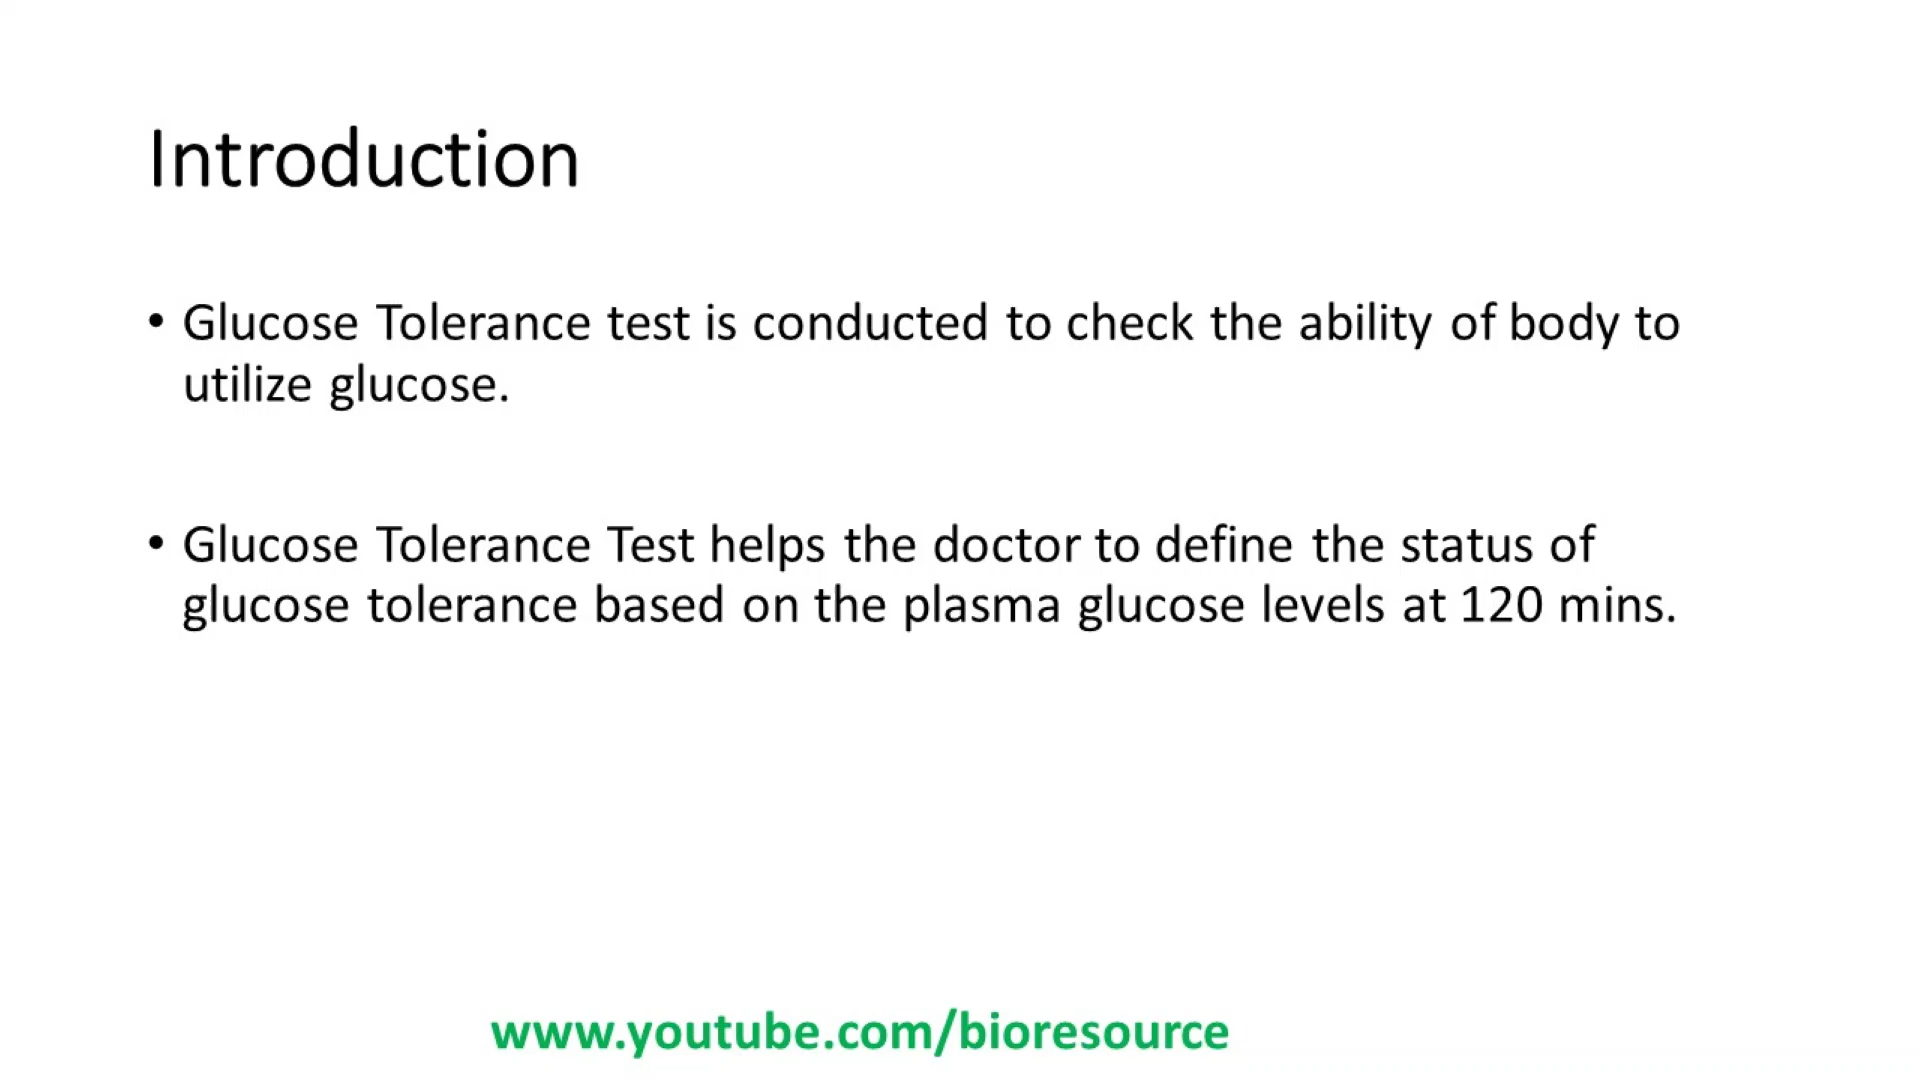 Introduction
• Glucose Tolerance test is conducted to check the ability of body to
utilize glucose.
• Glucose Tolerance Test helps the doctor to define the status of
glucose tolerance based on the plasma glucose levels at 120 mins.
www.youtube.com/bioresource